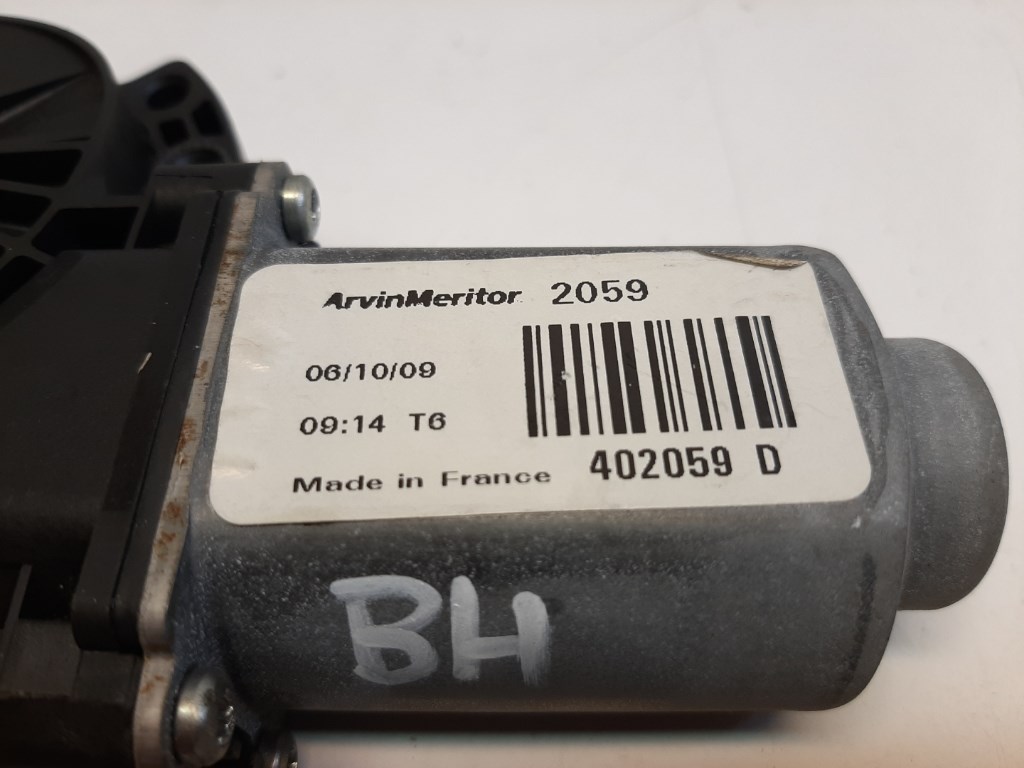 ArvinMeritor 2059
06/10/09
09:14 T6
Made in France 402059 D
BH